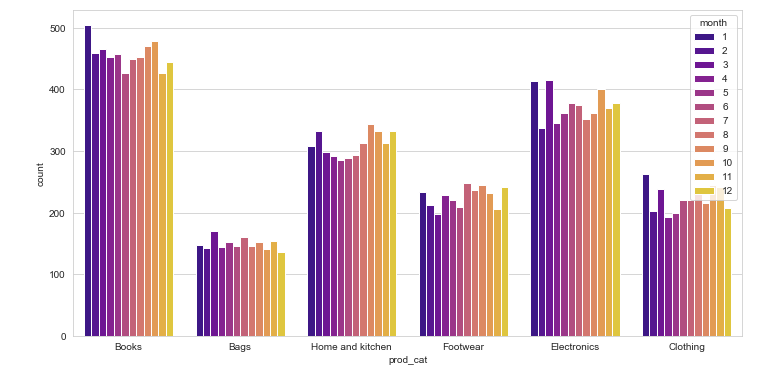 month
1
2
3
4
5
6
7
8
9
10
11
12
500
400
300
200
100
0
count
Books
Bags
Home and kitchen
Footwear
Electronics
Clothing
prod_cat